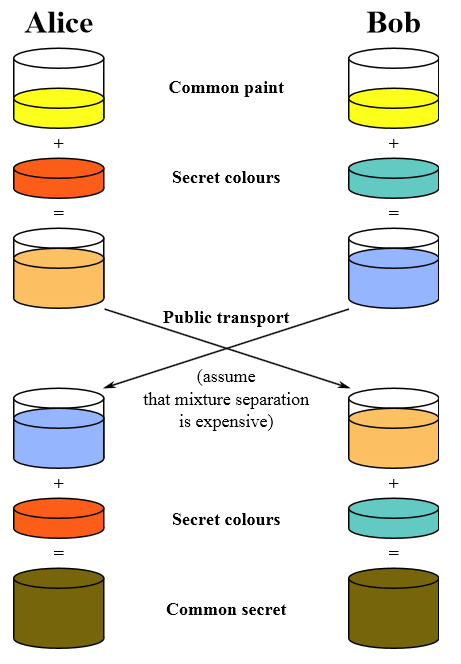 Alice
Bob
Common paint
+
+
Secret colours
=
=
Public transport
(assume
that mixture separation
is expensive)
+
+
Secret colours
=
=
Common secret